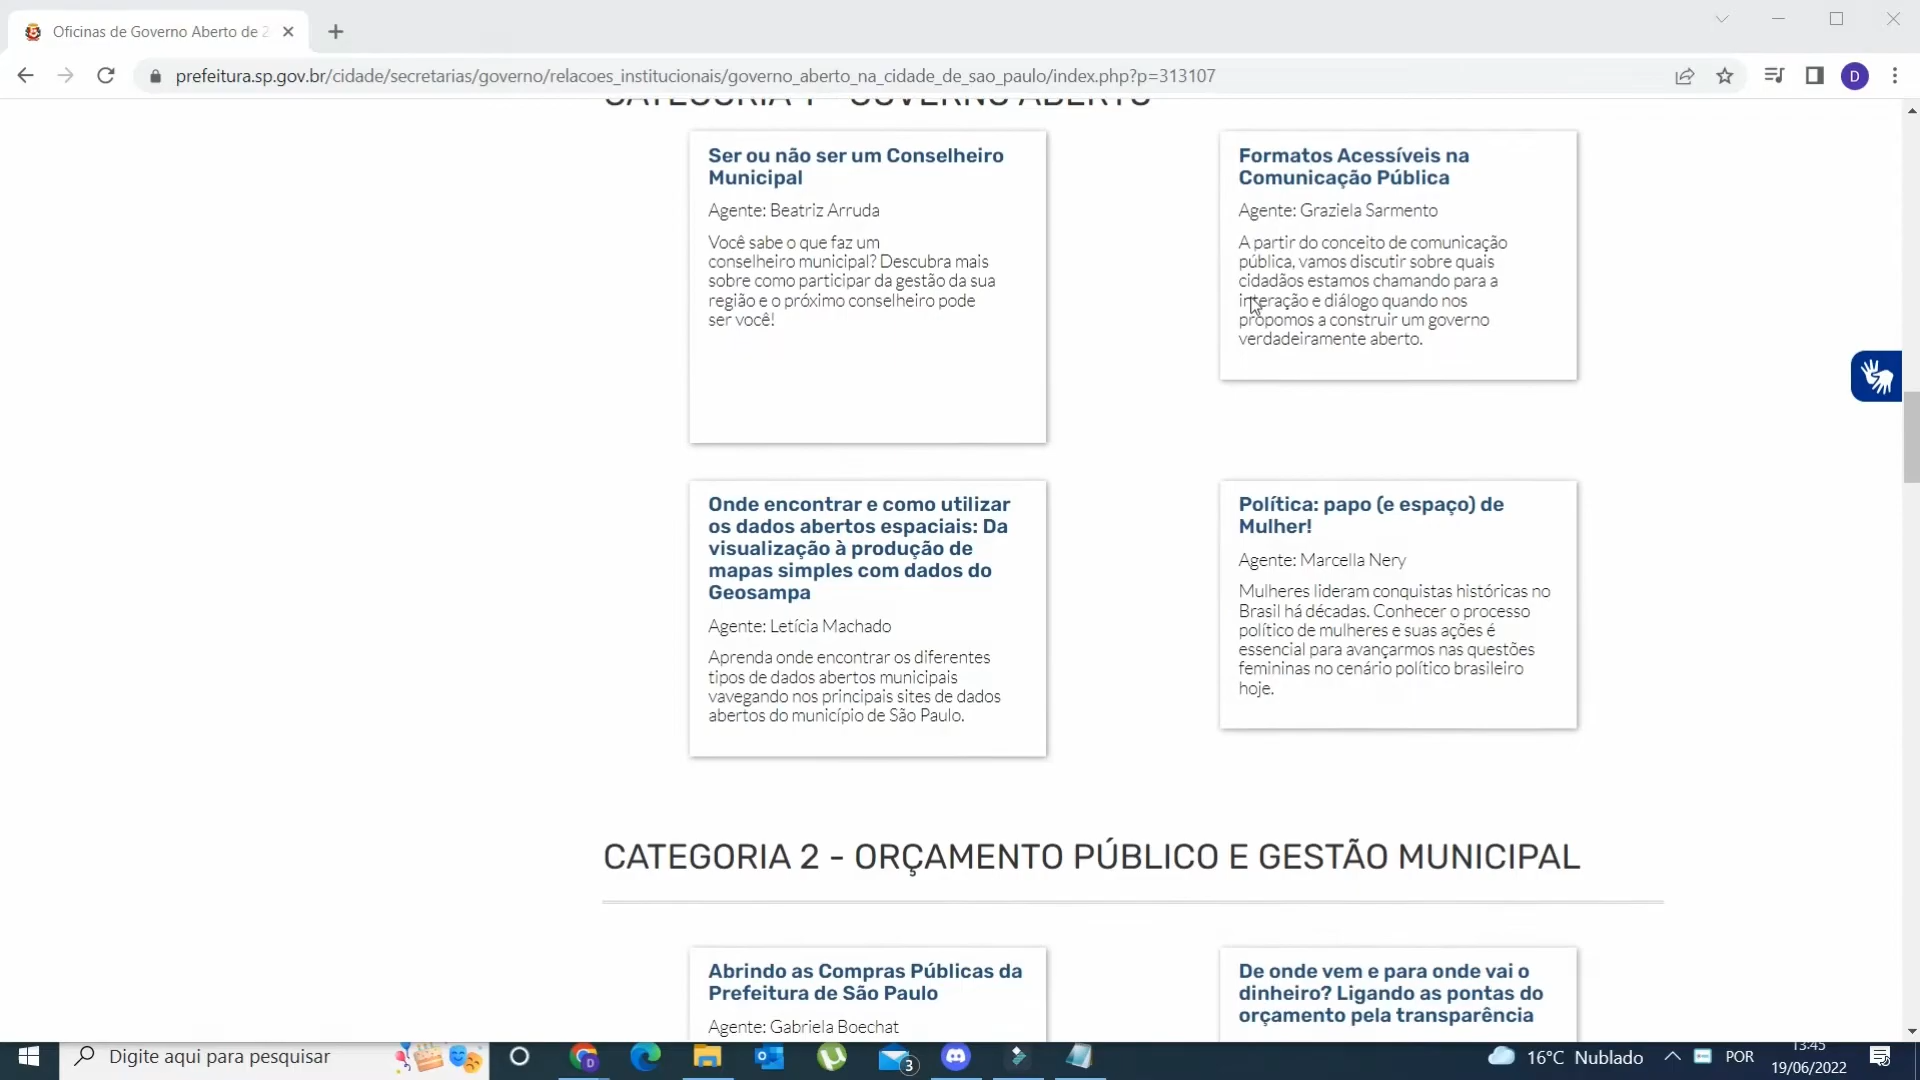 Oficinas de Governo Aberto de 2
prefeitura.sp.gov.br/cidade/secretarias/governo/relacoes_institucionais/governo_aberto_na_cidade_de_sao_paulo/index.php?p=313107
D
CATEGORIA 1 - GOVERNO ABERTO
Ser ou não ser um Conselheiro
Municipal
Agente: Beatriz Arruda
Você sabe o que faz um
conselheiro municipal? Descubra mais
sobre como participar da gestão da sua
região e o próximo conselheiro pode
ser você!
Formatos Acessíveis na
Comunicação Pública
Agente: Graziela Sarmento
A partir do conceito de comunicação
pública, vamos discutir sobre quais
cidadãos estamos chamando para a
interação e diálogo quando nos
propomos a construir um governo
verdadeiramente aberto.
Onde encontrar e como utilizar
os dados abertos espaciais: Da
visualização à produção de
mapas simples com dados do
Geosampa
Agente: Letícia Machado
Aprenda onde encontrar os diferentes
tipos de dados abertos municipais
vavegando nos principais sites de dados
abertos do município de São Paulo.
Política: papo (e espaço) de
Mulher!
Agente: Marcella Nery
Mulheres lideram conquistas históricas no
Brasil há décadas. Conhecer o processo
político de mulheres e suas ações é
essencial para avançarmos nas questões
femininas no cenário político brasileiro
hoje.
CATEGORIA 2 - ORÇAMENTO PÚBLICO E GESTÃO MUNICIPAL
Abrindo as Compras Públicas da
Prefeitura de São Paulo
Agente: Gabriela Boechat
De onde vem e para onde vai o
dinheiro? Ligando as pontas do
orçamento pela transparência
Digite aqui para pesquisar
D
3
16°C Nublado
POR
13:45
19/06/2022